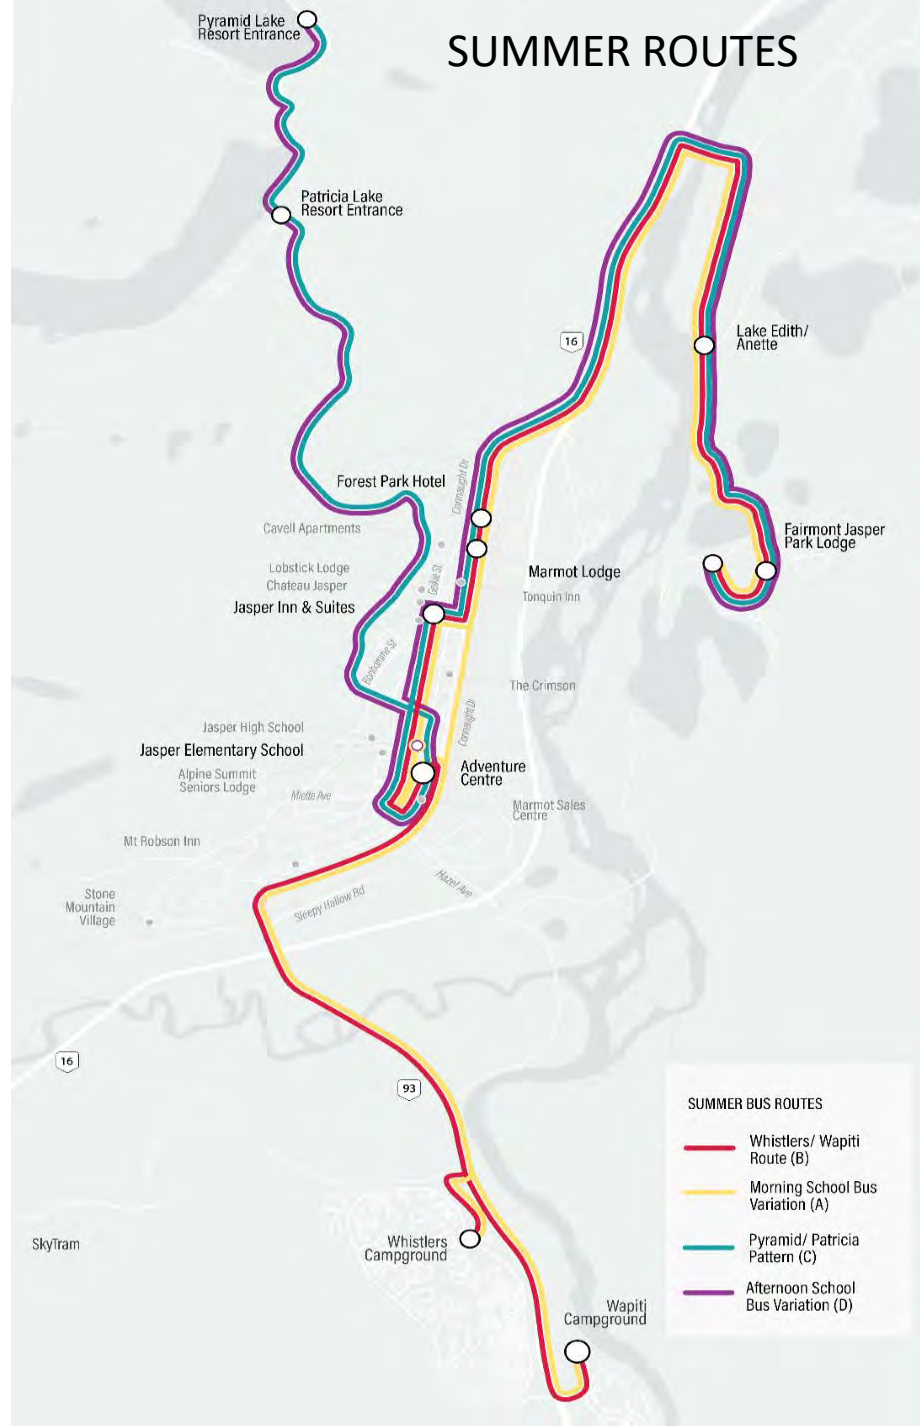 SUMMER ROUTES
Pyramid Lake
Resort Entrance
Patricia Lake
Resort Entrance
16
Lake Edith/
Anette
Connaught Dr
Forest Park Hotel
Cavell Apartments
Fairmont Jasper
Park Lodge
Lobstick Lodge
Chateau Jasper
Jasper Inn & Suites
Geikie St
Marmot Lodge
Tonquin Inn
Bonhomme St
The Crimson
Connaught Dr
Jasper High School
Jasper Elementary School
Alpine Summit
Seniors Lodge
Adventure
Centre
Miette Ave
Marmot Sales
Centre
Mt Robson Inn
Hazel Ave
Stone
Mountain
Village
Sleepy Hallow Rd
16
93
SUMMER BUS ROUTES
Whistlers/ Wapiti
Route (B)
Morning School Bus
Variation (A)
Pyramid/ Patricia
Pattern (C)
Afternoon School
Bus Variation (D)
SkyTram
Whistlers
Campground
Wapiti
Campground